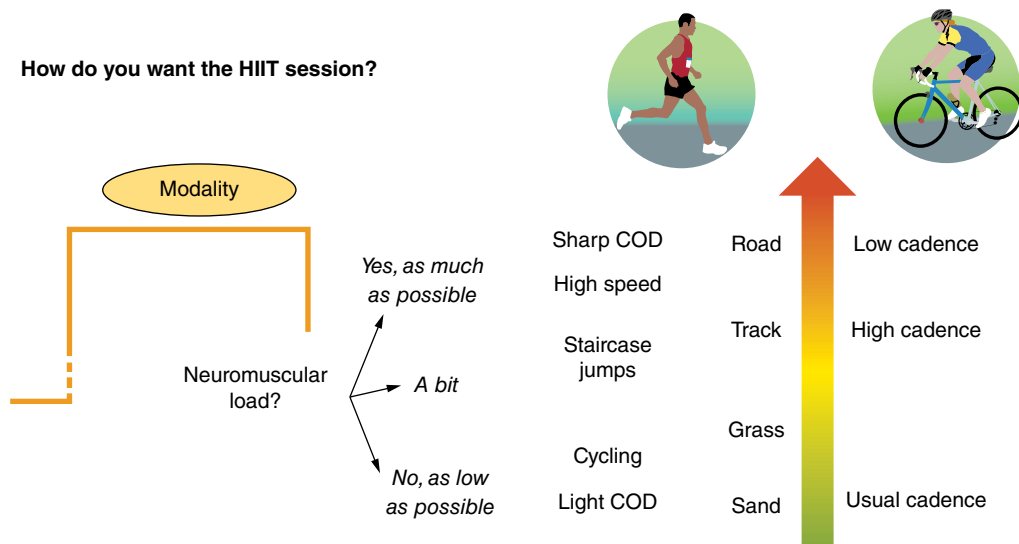 How do you want the HIIT session?
Modality
Neuromuscular
load?
Yes, as much
as possible
A bit
No, as low
as possible
Sharp COD
High speed
Staircase
jumps
Cycling
Light COD
Road
Track
Grass
Sand
Low cadence
High cadence
Usual cadence